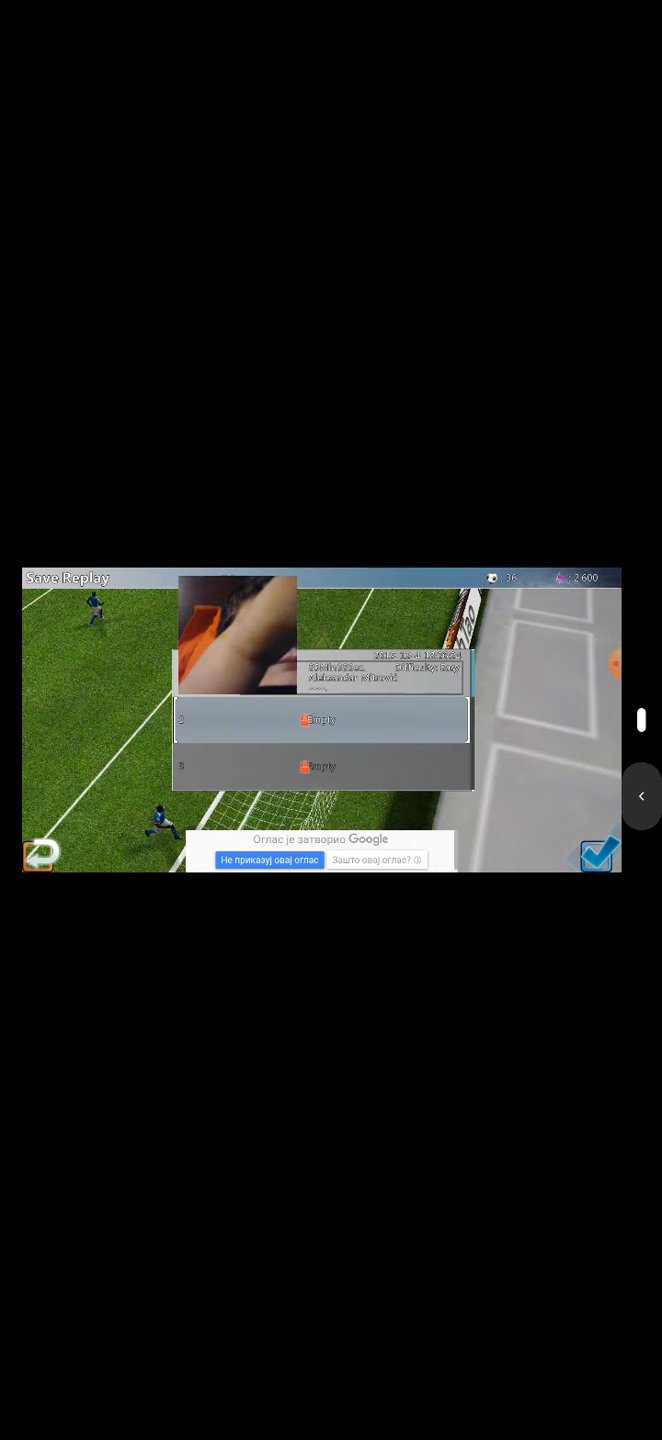 Save Replay
: 36
: 2,600
Difficulty: Easy
Aleksandar Mitrović
2
Empty
3
Empty
Оглас је затворио Google
Не приказуј овај оглас
Зашто овај оглас?